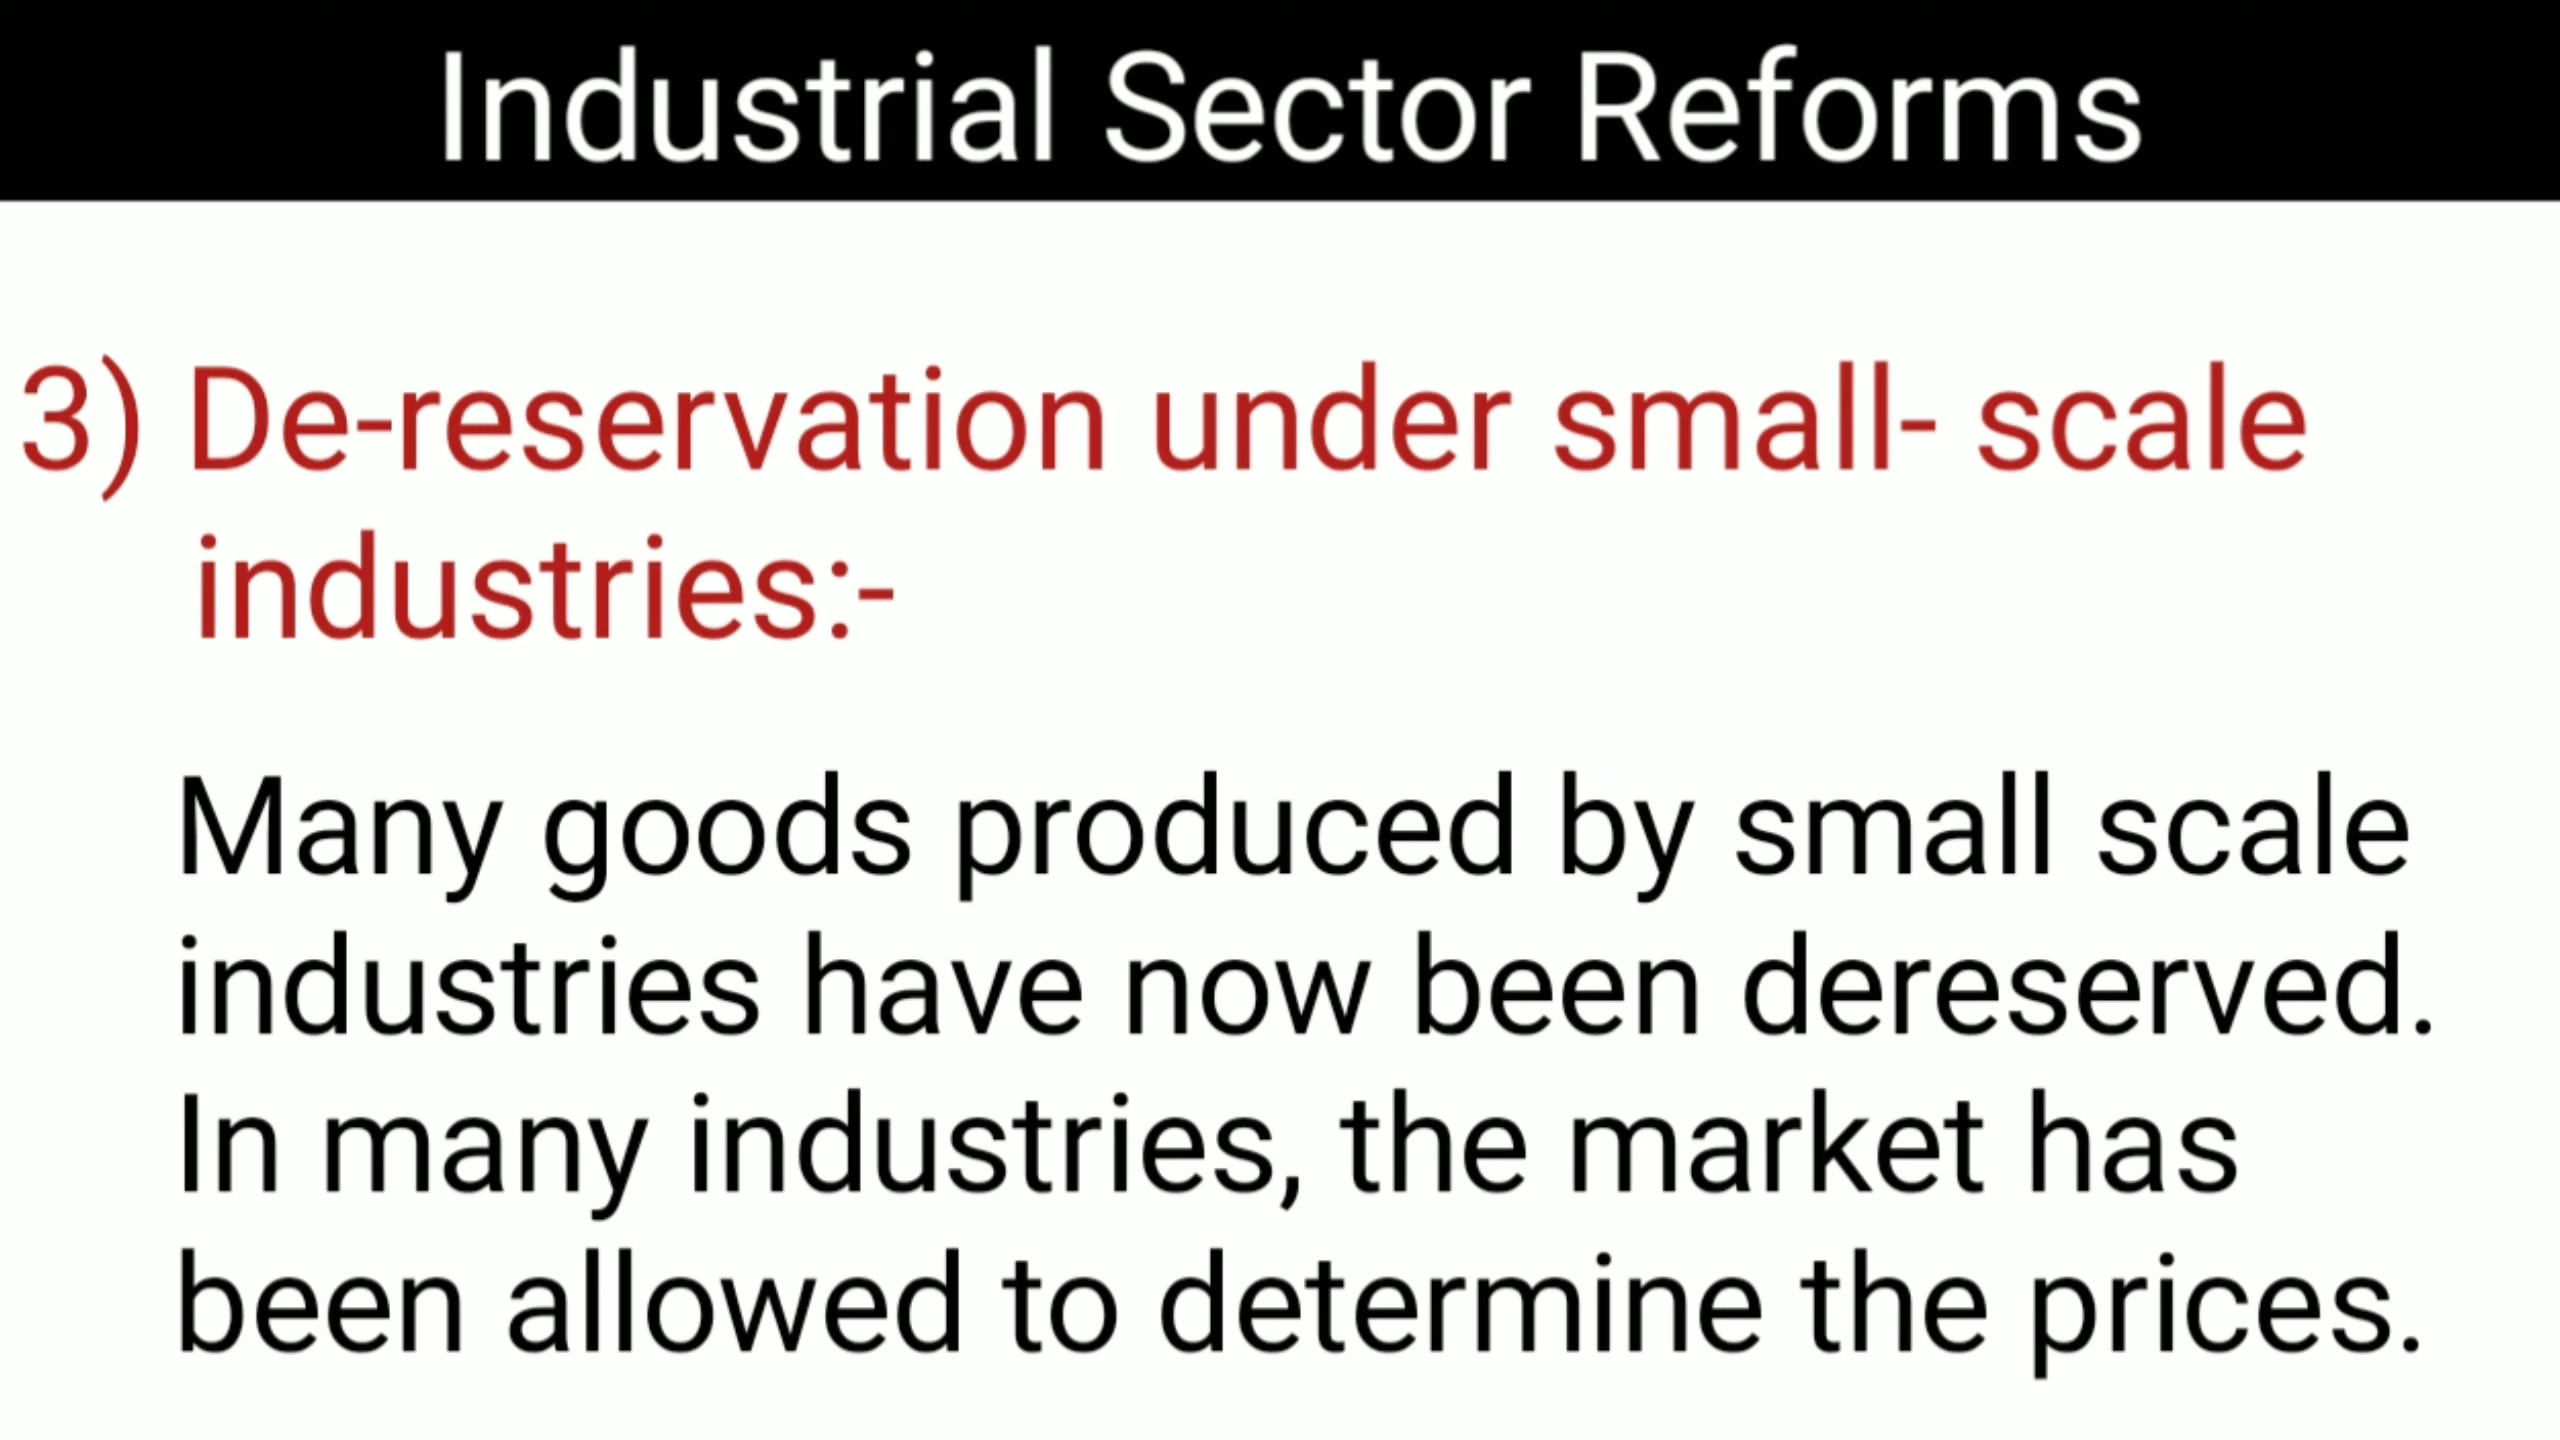 Industrial Sector Reforms
3) De-reservation under small- scale
industries:-
Many goods produced by small scale
industries have now been dereserved.
In many industries, the market has
been allowed to determine the prices.